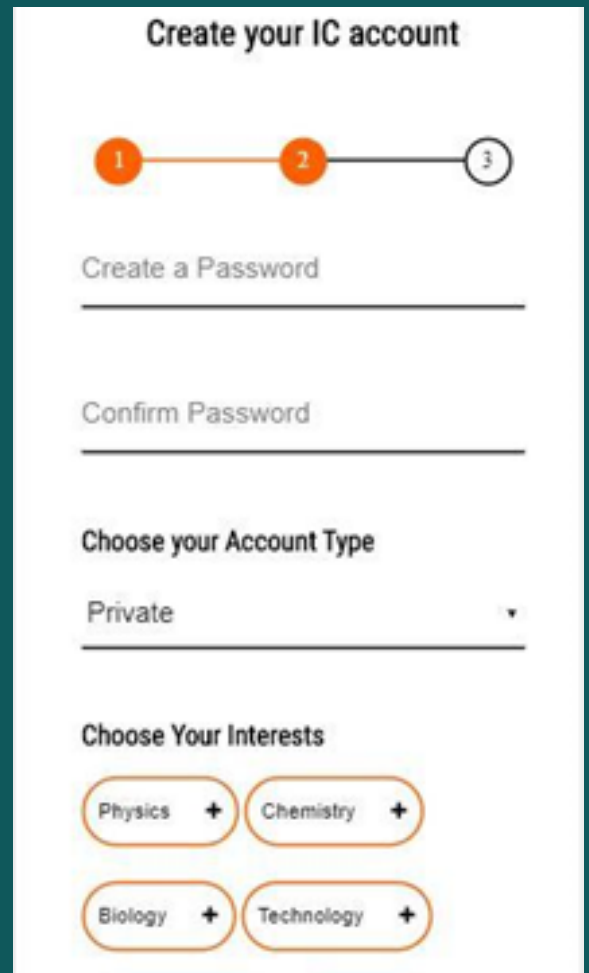 Create your IC account
1 2 3
Create a Password
Confirm Password
Choose your Account Type
Private
Choose Your Interests
Physics + Chemistry +
Biology + Technology +